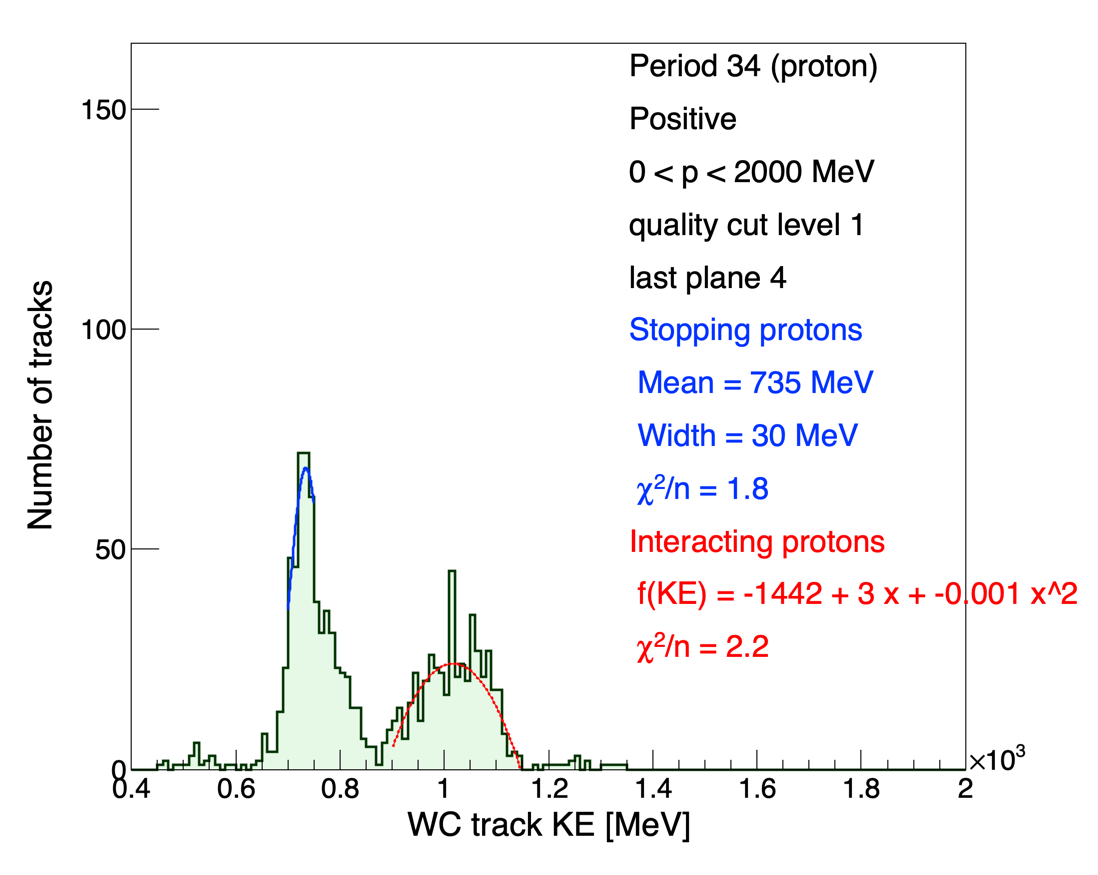 Period 34 (proton)
Positive
0 < p < 2000 MeV
quality cut level 1
last plane 4
Stopping protons
Mean = 735 MeV
Width = 30 MeV
χ²/n = 1.8
Interacting protons
f(KE) = -1442 + 3 x + -0.001 x^2
χ²/n = 2.2
Number of tracks
150
100
50
0
0.4 0.6 0.8 1 1.2 1.4 1.6 1.8 2
×10³
WC track KE [MeV]